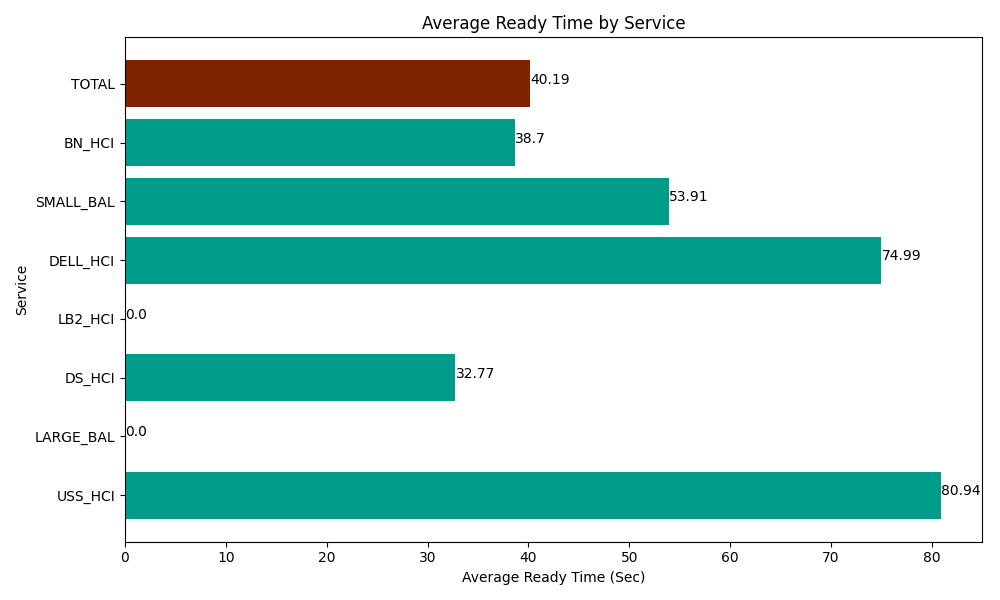 Average Ready Time by Service
TOTAL 40.19
BN_HCI 38.7
SMALL_BAL 53.91
DELL_HCI 74.99
LB2_HCI 0.0
DS_HCI 32.77
LARGE_BAL 0.0
USS_HCI 80.94
Service
0 10 20 30 40 50 60 70 80
Average Ready Time (Sec)